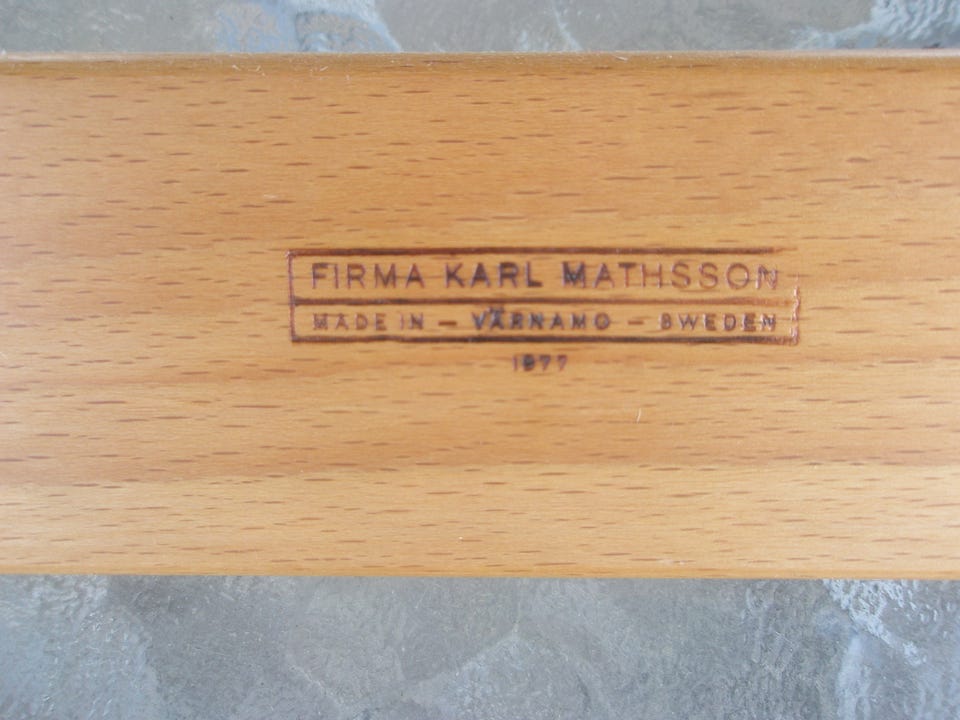 FIRMA KARL MATHSSON
MADE IN — VÄRNAMO — SWEDEN
1977